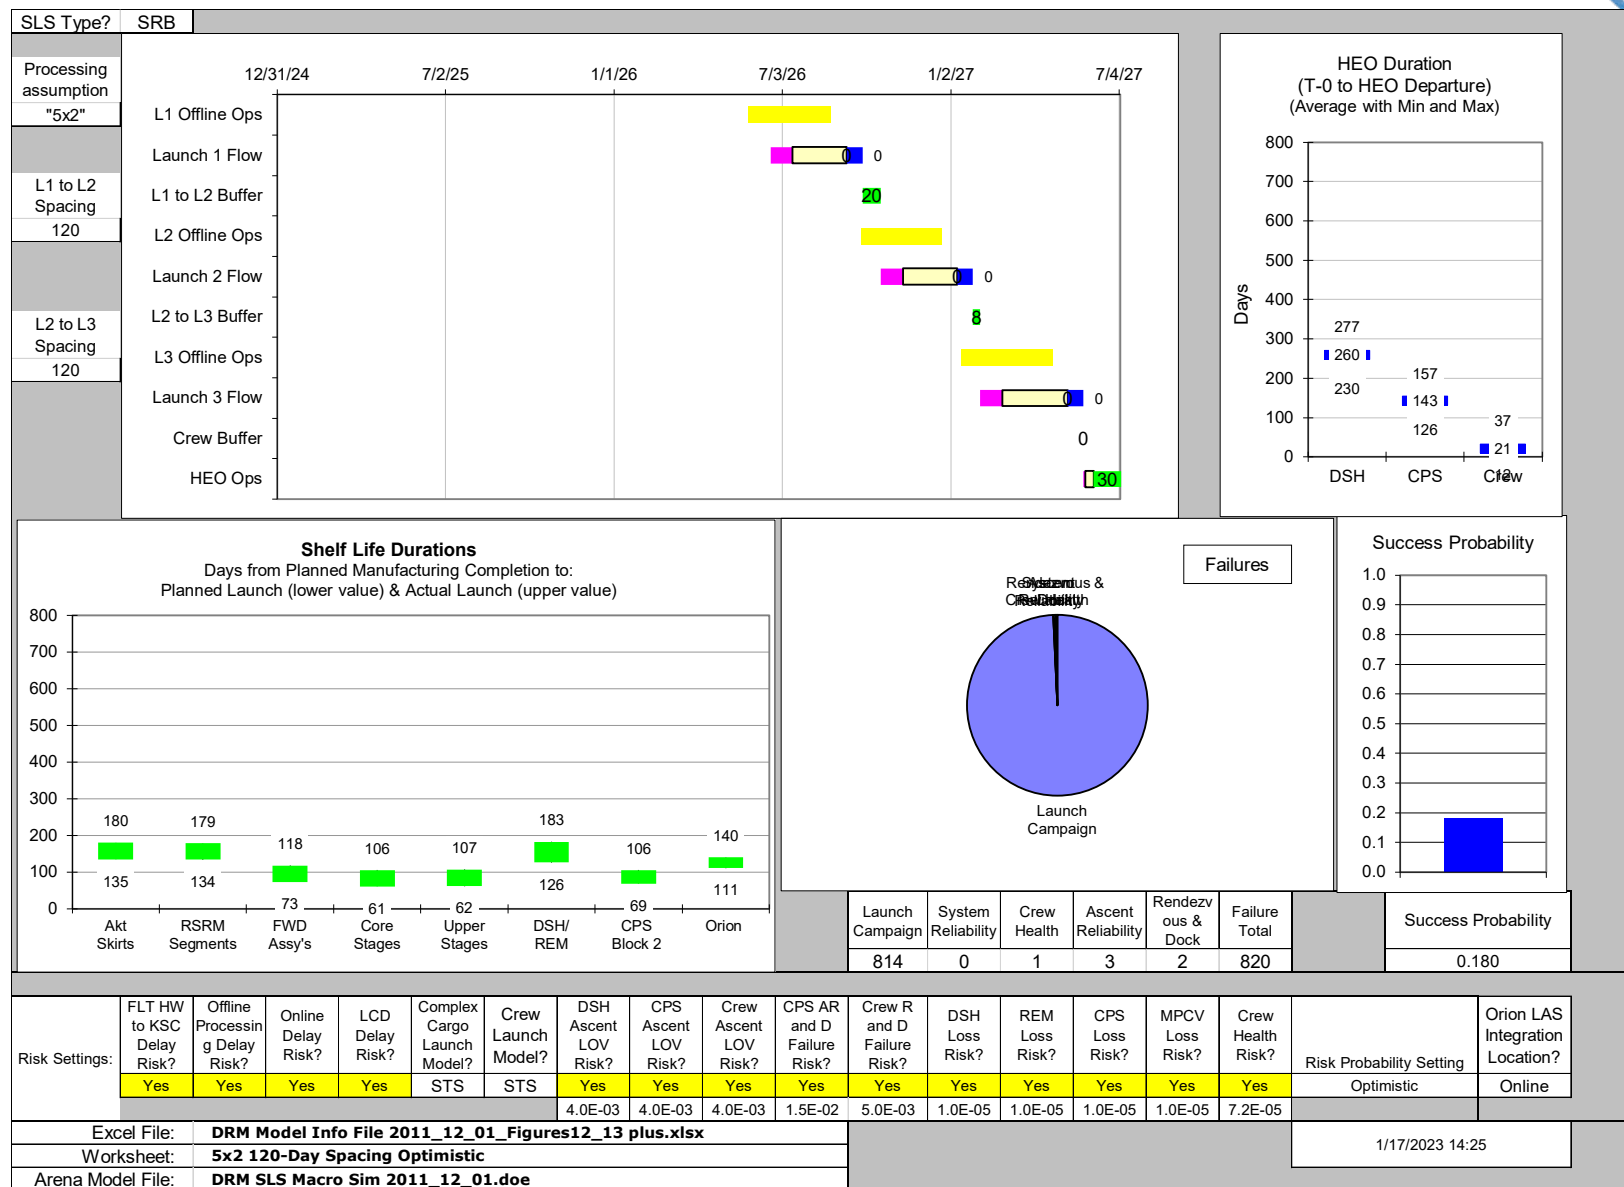 SLS Type? SRB
Processing
assumption
"5x2"
L1 to L2
Spacing
120
L2 to L3
Spacing
120
12/31/24 7/2/25 1/1/26 7/3/26 1/2/27 7/4/27
L1 Offline Ops
Launch 1 Flow 0 0
L1 to L2 Buffer 20
L2 Offline Ops
Launch 2 Flow 0 0
L2 to L3 Buffer 8
L3 Offline Ops
Launch 3 Flow 0 0
Crew Buffer 0
HEO Ops 30
HEO Duration
(T-0 to HEO Departure)
(Average with Min and Max)
Days
800
700
600
500
400
300
200
100
0
277
260
230
157
143
126
37
21
12
DSH CPS Crew
Shelf Life Durations
Days from Planned Manufacturing Completion to:
Planned Launch (lower value) & Actual Launch (upper value)
800
700
600
500
400
300
200
100
0
180 179 118 106 107 183 106 140
135 134 73 61 62 126 69 111
Akt
Skirts
RSRM
Segments
FWD
Assy's
Core
Stages
Upper
Stages
DSH/
REM
CPS
Block 2
Orion
Failures
Launch
Campaign
Success Probability
1.0
0.9
0.8
0.7
0.6
0.5
0.4
0.3
0.2
0.1
0.0
Launch
Campaign
System
Reliability
Crew
Health
Ascent
Reliability
Rendezv
ous &
Dock
Failure
Total
814 0 1 3 2 820
Success Probability
0.180
Risk Settings:
FLT HW
to KSC
Delay
Risk?
Offline
Processin
g Delay
Risk?
Online
Delay
Risk?
LCD
Delay
Risk?
Complex
Cargo
Launch
Model?
Crew
Launch
Model?
DSH
Ascent
LOV
Risk?
CPS
Ascent
LOV
Risk?
Crew
Ascent
LOV
Risk?
CPS AR
and D
Failure
Risk?
Crew R
and D
Failure
Risk?
DSH
Loss
Risk?
REM
Loss
Risk?
CPS
Loss
Risk?
MPCV
Loss
Risk?
Crew
Health
Risk?
Risk Probability Setting
Orion LAS
Integration
Location?
Yes Yes Yes Yes STS STS Yes Yes Yes Yes Yes Yes Yes Yes Yes Yes Optimistic Online
4.0E-03 4.0E-03 4.0E-03 1.5E-02 5.0E-03 1.0E-05 1.0E-05 1.0E-05 1.0E-05 7.2E-05
Excel File: DRM Model Info File 2011_12_01_Figures12_13 plus.xlsx
Worksheet: 5x2 120-Day Spacing Optimistic
Arena Model File: DRM SLS Macro Sim 2011_12_01.doe
1/17/2023 14:25